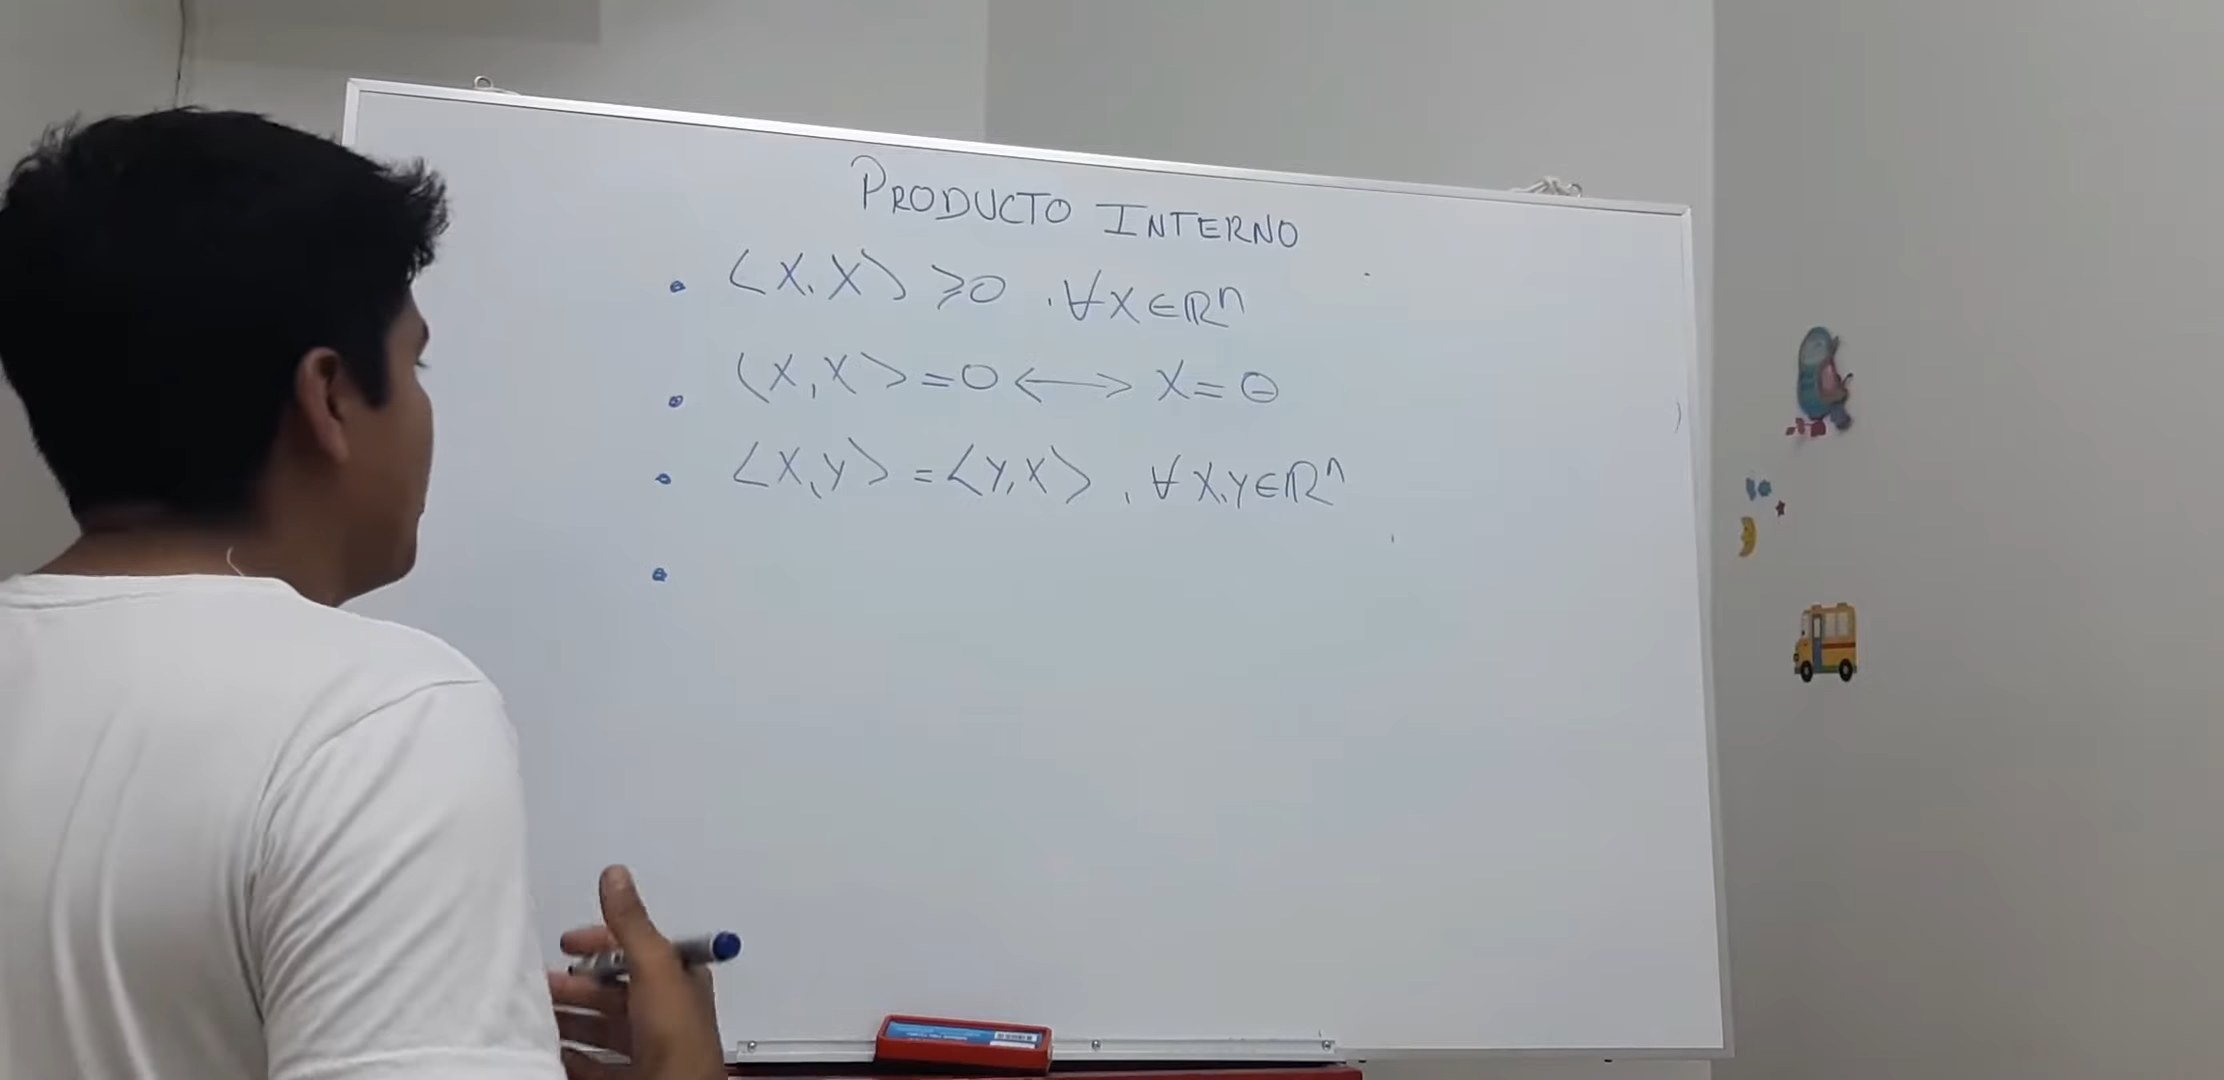 PRODUCTO INTERNO
• ⟨X, X⟩ ≥ 0 , ∀ X ∈ ℝⁿ
• ⟨X, X⟩ = 0 ⟷ X = Θ
• ⟨X, Y⟩ = ⟨Y, X⟩ , ∀ X, Y ∈ ℝⁿ
•